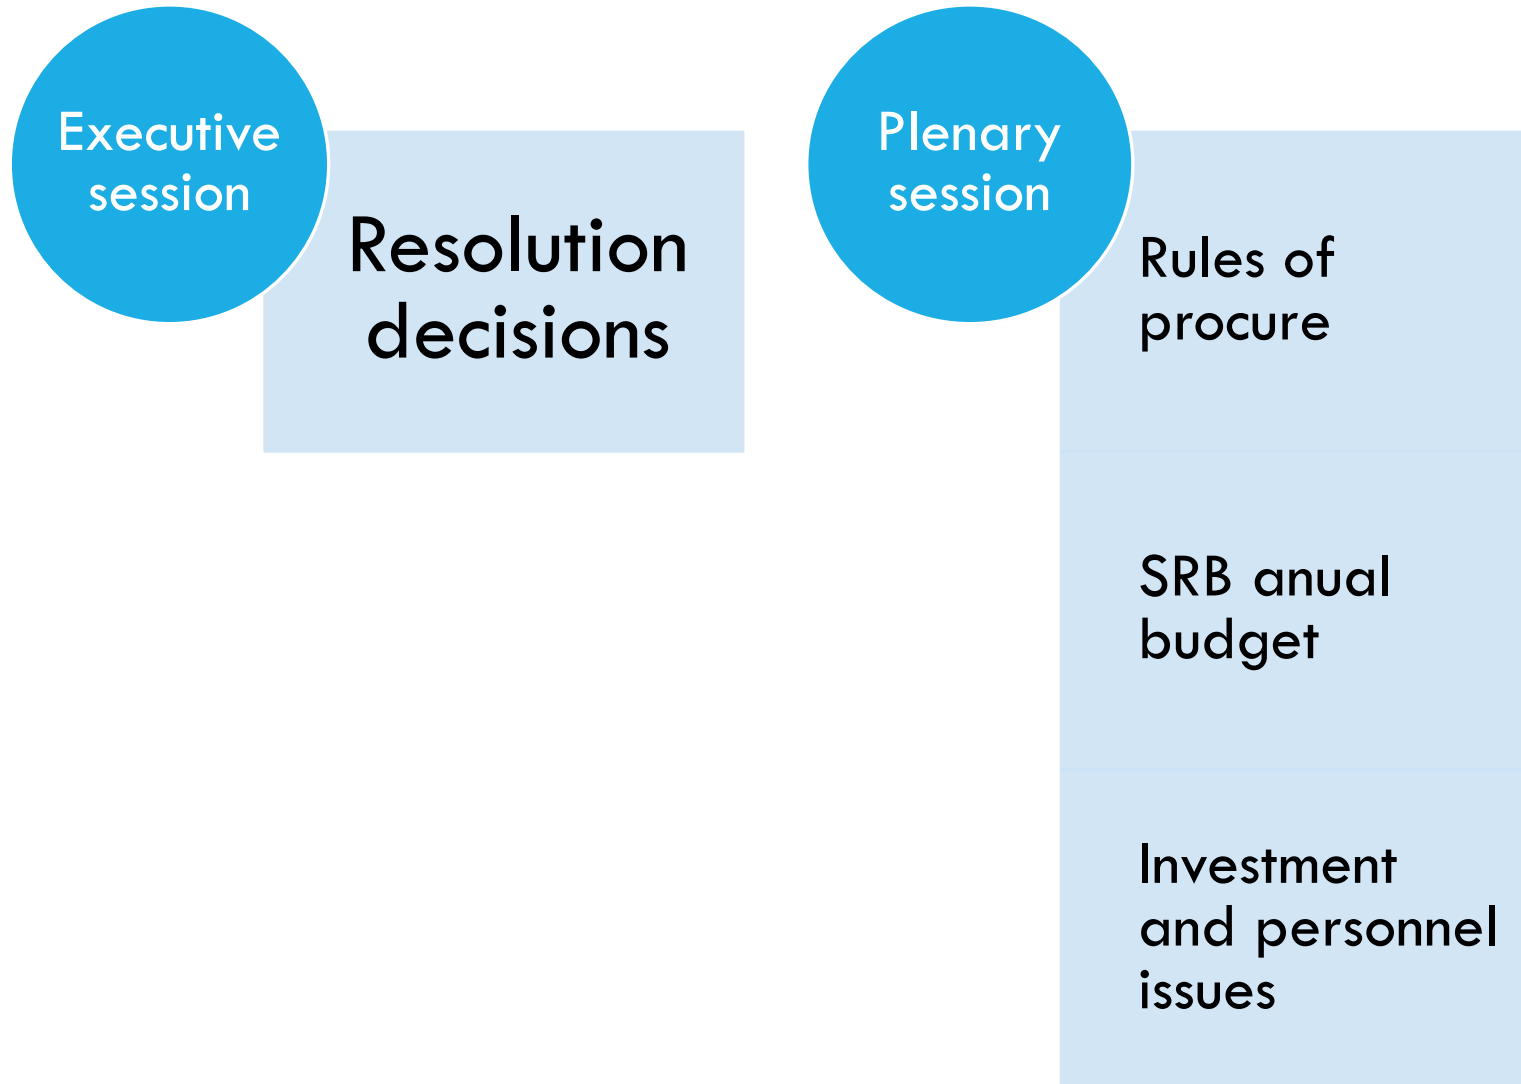 Executive
session
Resolution
decisions
Plenary
session
Rules of
procure
SRB anual
budget
Investment
and personnel
issues